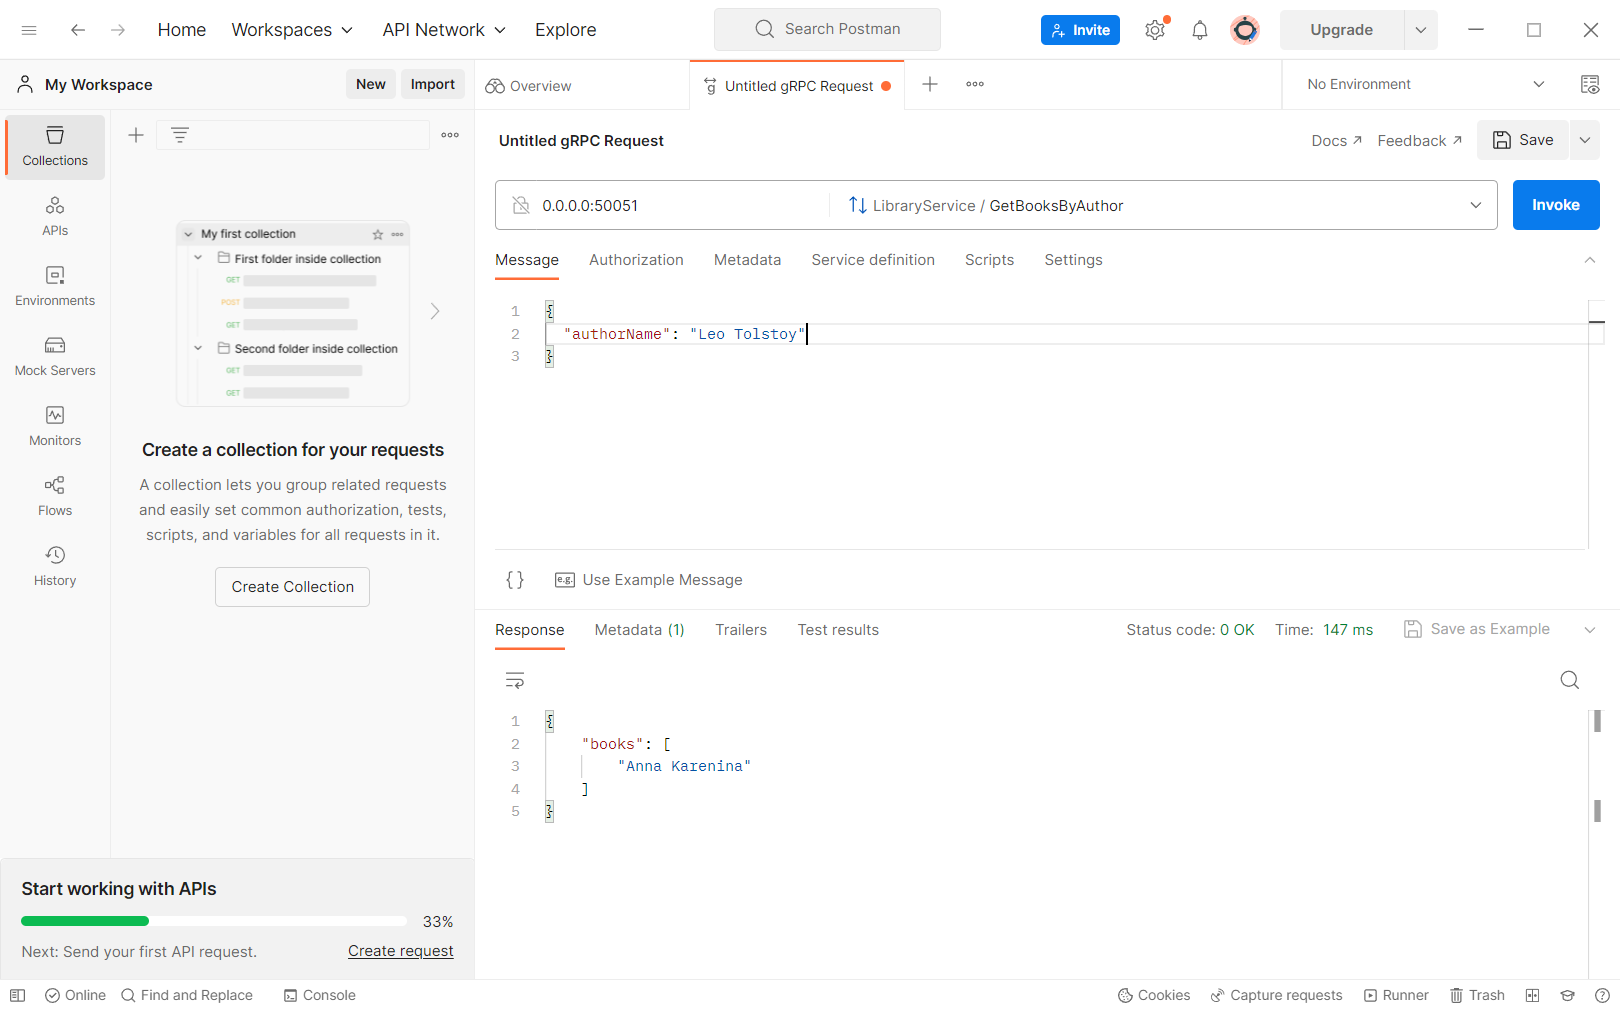 Home Workspaces API Network Explore Search Postman Invite Upgrade
My Workspace New Import Overview Untitled gRPC Request No Environment
Collections
APIs
Environments
Mock Servers
Monitors
Flows
History
My first collection
First folder inside collection
GET
POST
GET
Second folder inside collection
GET
GET
Create a collection for your requests
A collection lets you group related requests
and easily set common authorization, tests,
scripts, and variables for all requests in it.
Create Collection
Start working with APIs
33%
Next: Send your first API request. Create request
Untitled gRPC Request Docs Feedback Save
0.0.0.0:50051 LibraryService / GetBooksByAuthor Invoke
Message Authorization Metadata Service definition Scripts Settings
1 {
2 "authorName": "Leo Tolstoy"
3 }
{} e.g. Use Example Message
Response Metadata (1) Trailers Test results Status code: 0 OK Time: 147 ms Save as Example
1 {
2 "books": [
3 "Anna Karenina"
4 ]
5 }
Online Find and Replace Console Cookies Capture requests Runner Trash